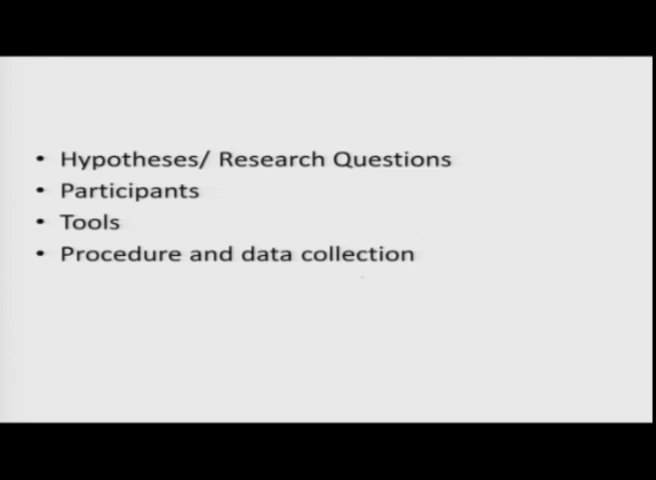 • Hypotheses/ Research Questions
• Participants
• Tools
• Procedure and data collection